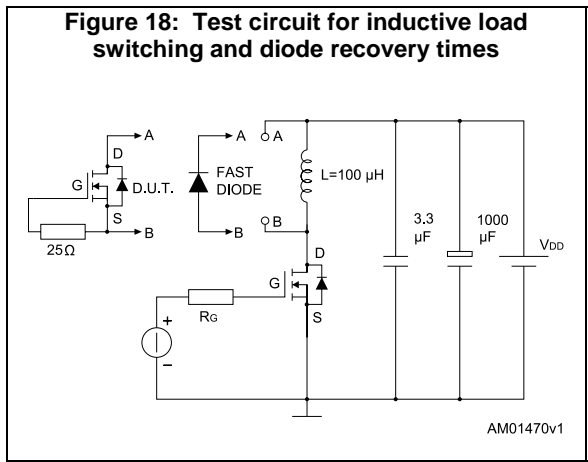 Figure 18: Test circuit for inductive load
switching and diode recovery times
A
D
G
D.U.T.
S
B
25Ω
A
FAST
DIODE
B
A
L=100 µH
B
D
G
S
RG
+
−
3.3
µF
1000
µF
VDD
AM01470v1